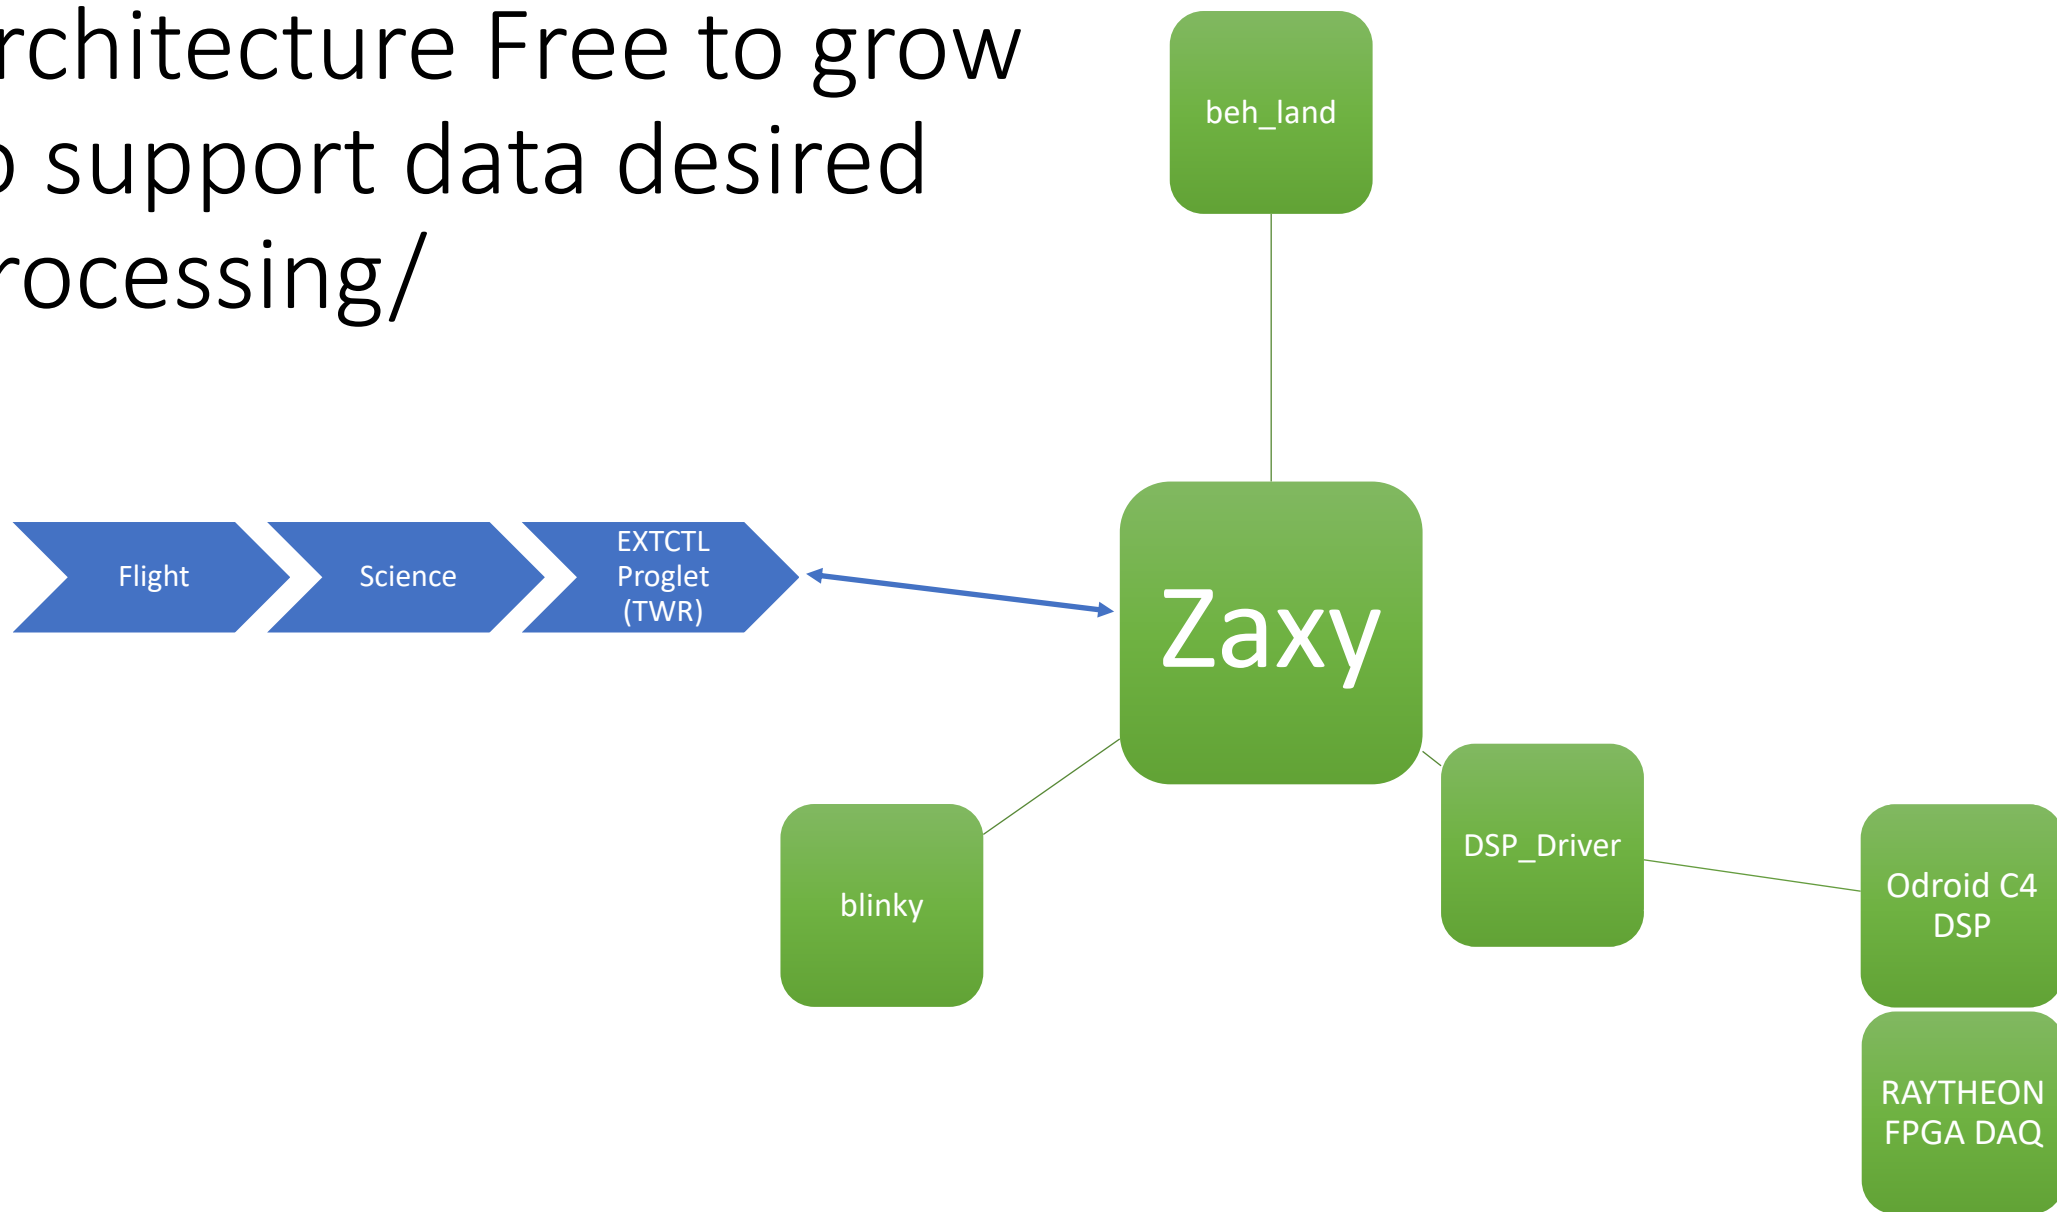 rchitecture Free to grow
o support data desired
rocessing/
beh_land
Flight
Science
EXTCTL
Proglet
(TWR)
Zaxy
blinky
DSP_Driver
Odroid C4
DSP
RAYTHEON
FPGA DAQ